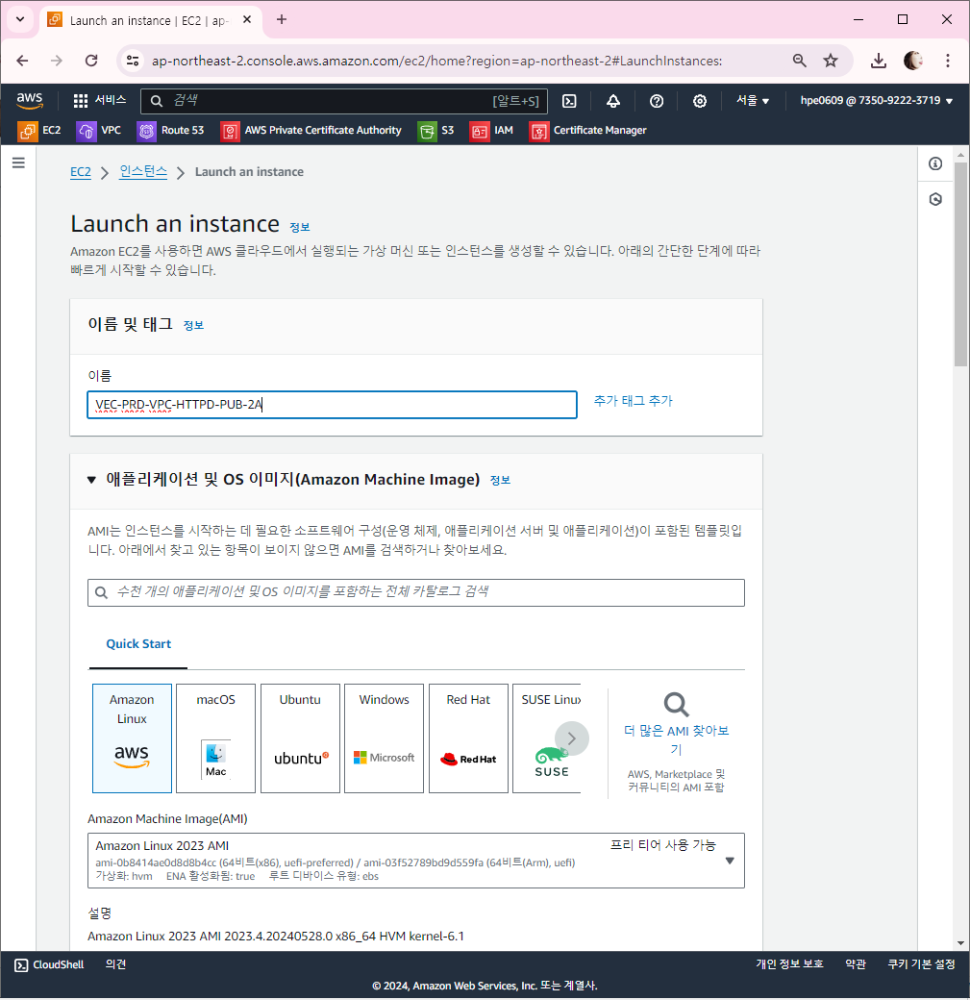 Launch an instance | EC2 | ap-
ap-northeast-2.console.aws.amazon.com/ec2/home?region=ap-northeast-2#LaunchInstances:
aws
서비스
검색
[알트+S]
서울
hpe0609 @ 7350-9222-3719
EC2
VPC
Route 53
AWS Private Certificate Authority
S3
IAM
Certificate Manager
EC2
인스턴스
Launch an instance
Launch an instance 정보
Amazon EC2를 사용하면 AWS 클라우드에서 실행되는 가상 머신 또는 인스턴스를 생성할 수 있습니다. 아래의 간단한 단계에 따라
빠르게 시작할 수 있습니다.
이름 및 태그 정보
이름
VEC-PRD-VPC-HTTPD-PUB-2A
추가 태그 추가
애플리케이션 및 OS 이미지(Amazon Machine Image) 정보
AMI는 인스턴스를 시작하는 데 필요한 소프트웨어 구성(운영 체제, 애플리케이션 서버 및 애플리케이션)이 포함된 템플릿입
니다. 아래에서 찾고 있는 항목이 보이지 않으면 AMI를 검색하거나 찾아보세요.
수천 개의 애플리케이션 및 OS 이미지를 포함하는 전체 카탈로그 검색
Quick Start
Amazon
Linux
aws
macOS
Mac
Ubuntu
ubuntu
Windows
Microsoft
Red Hat
Red Hat
SUSE Linux
SUSE
더 많은 AMI 찾아보
기
AWS, Marketplace 및
커뮤니티의 AMI 포함
Amazon Machine Image(AMI)
Amazon Linux 2023 AMI
프리 티어 사용 가능
ami-0b8414ae0d8d8b4cc (64비트(x86), uefi-preferred) / ami-03f52789bd9d559fa (64비트(Arm), uefi)
가상화: hvm ENA 활성화됨: true 루트 디바이스 유형: ebs
설명
Amazon Linux 2023 AMI 2023.4.20240528.0 x86_64 HVM kernel-6.1
CloudShell
의견
개인 정보 보호
약관
쿠키 기본 설정
© 2024, Amazon Web Services, Inc. 또는 계열사.